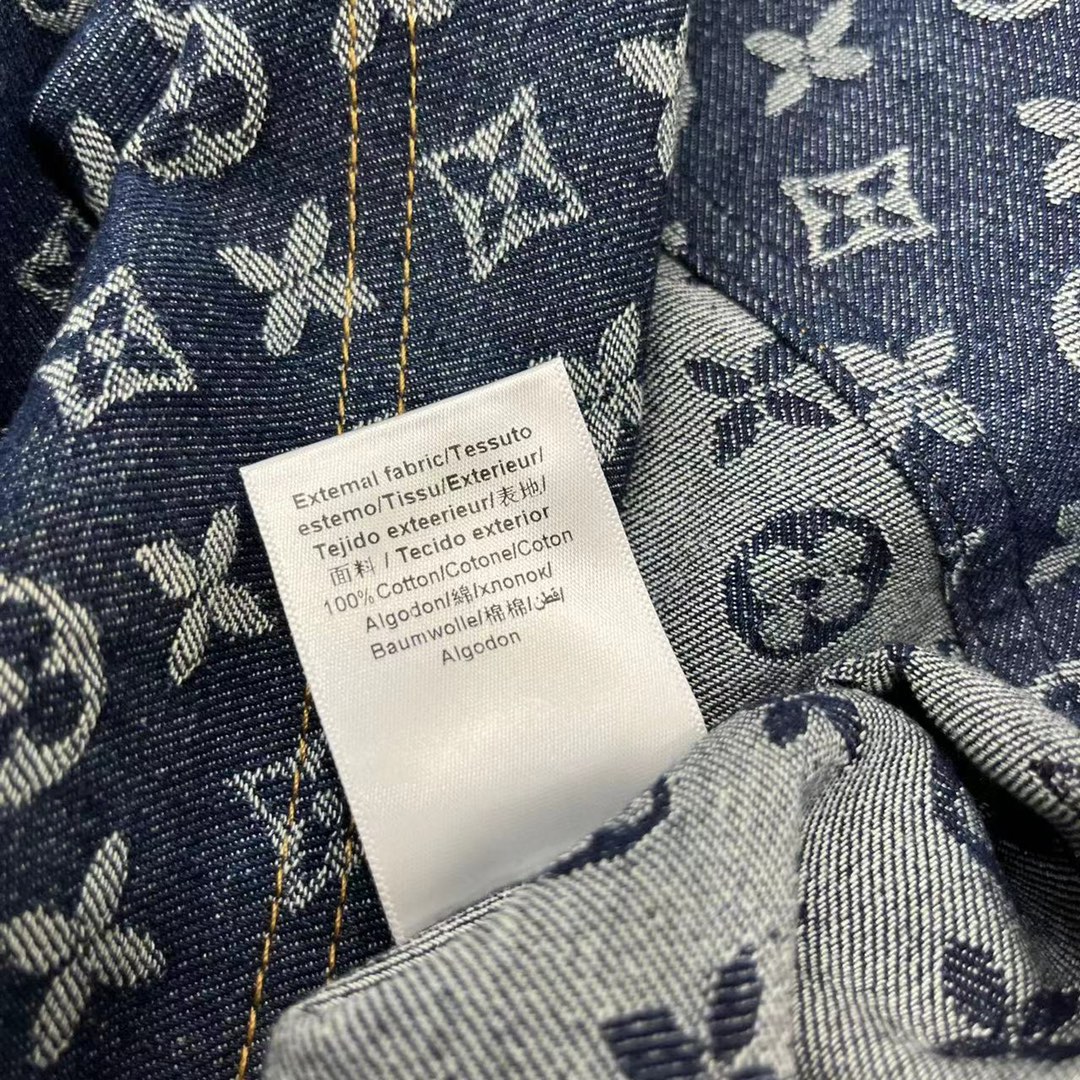 Extemal fabric/Tessuto
estemo/Tissu/Exterieur/
Tejido exteerieur/表地/
面料 / Tecido exterior
100%Cotton/Cotone/Coton
Algodon/綿/хлопок/
Baumwolle/棉棉/قطن/
Algodon